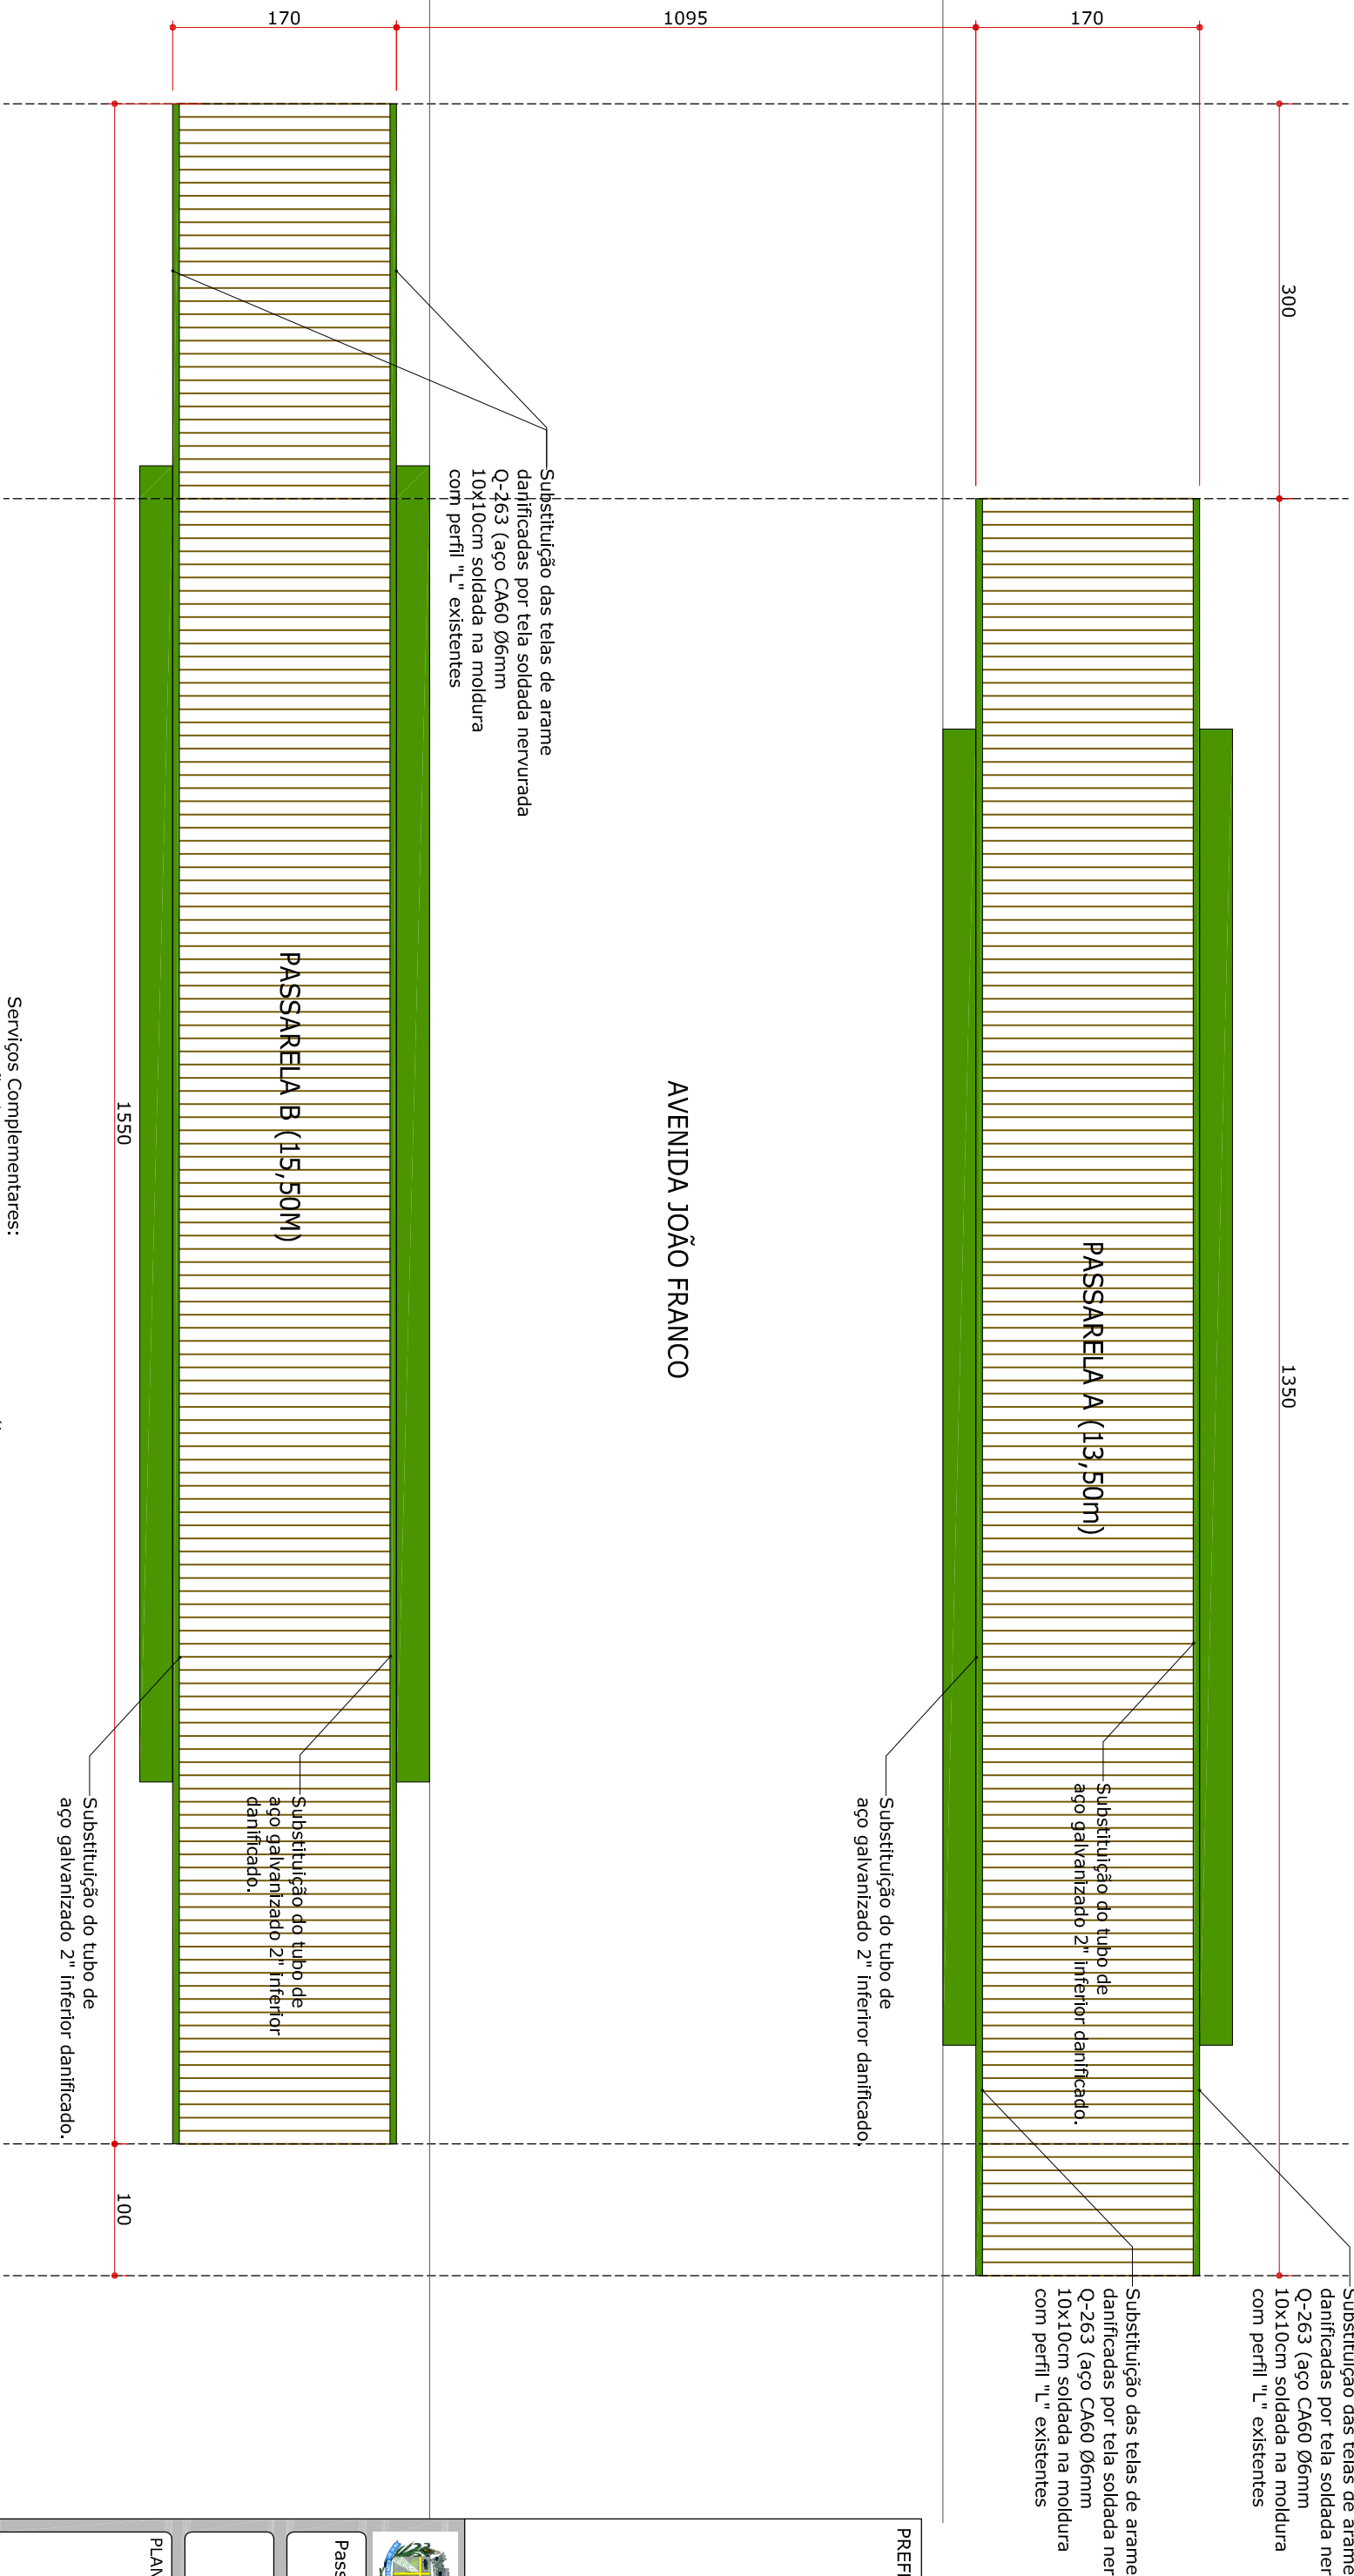 170
1095
170
300
1350
1550
100
Substituição das telas de arame
danificadas por tela soldada nervurada
Q-263 (aço CA60 Ø6mm
10x10cm soldada na moldura
com perfil "L" existentes
PASSARELA B (15,50M)
AVENIDA JOÃO FRANCO
PASSARELA A (13,50m)
Substituição do tubo de
aço galvanizado 2" inferior danificado.
Substituição do tubo de
aço galvanizado 2" inferiror danificado.
Substituição do tubo de
aço galvanizado 2" inferior
danificado.
Substituição do tubo de
aço galvanizado 2" inferior danificado.
Substituição das telas de arame
danificadas por tela soldada ner
Q-263 (aço CA60 Ø6mm
10x10cm soldada na moldura
com perfil "L" existentes
Substituição das telas de arame
danificadas por tela soldada ner
Q-263 (aço CA60 Ø6mm
10x10cm soldada na moldura
com perfil "L" existentes
Serviços Complementares:
PREFI
Pass
PLAN